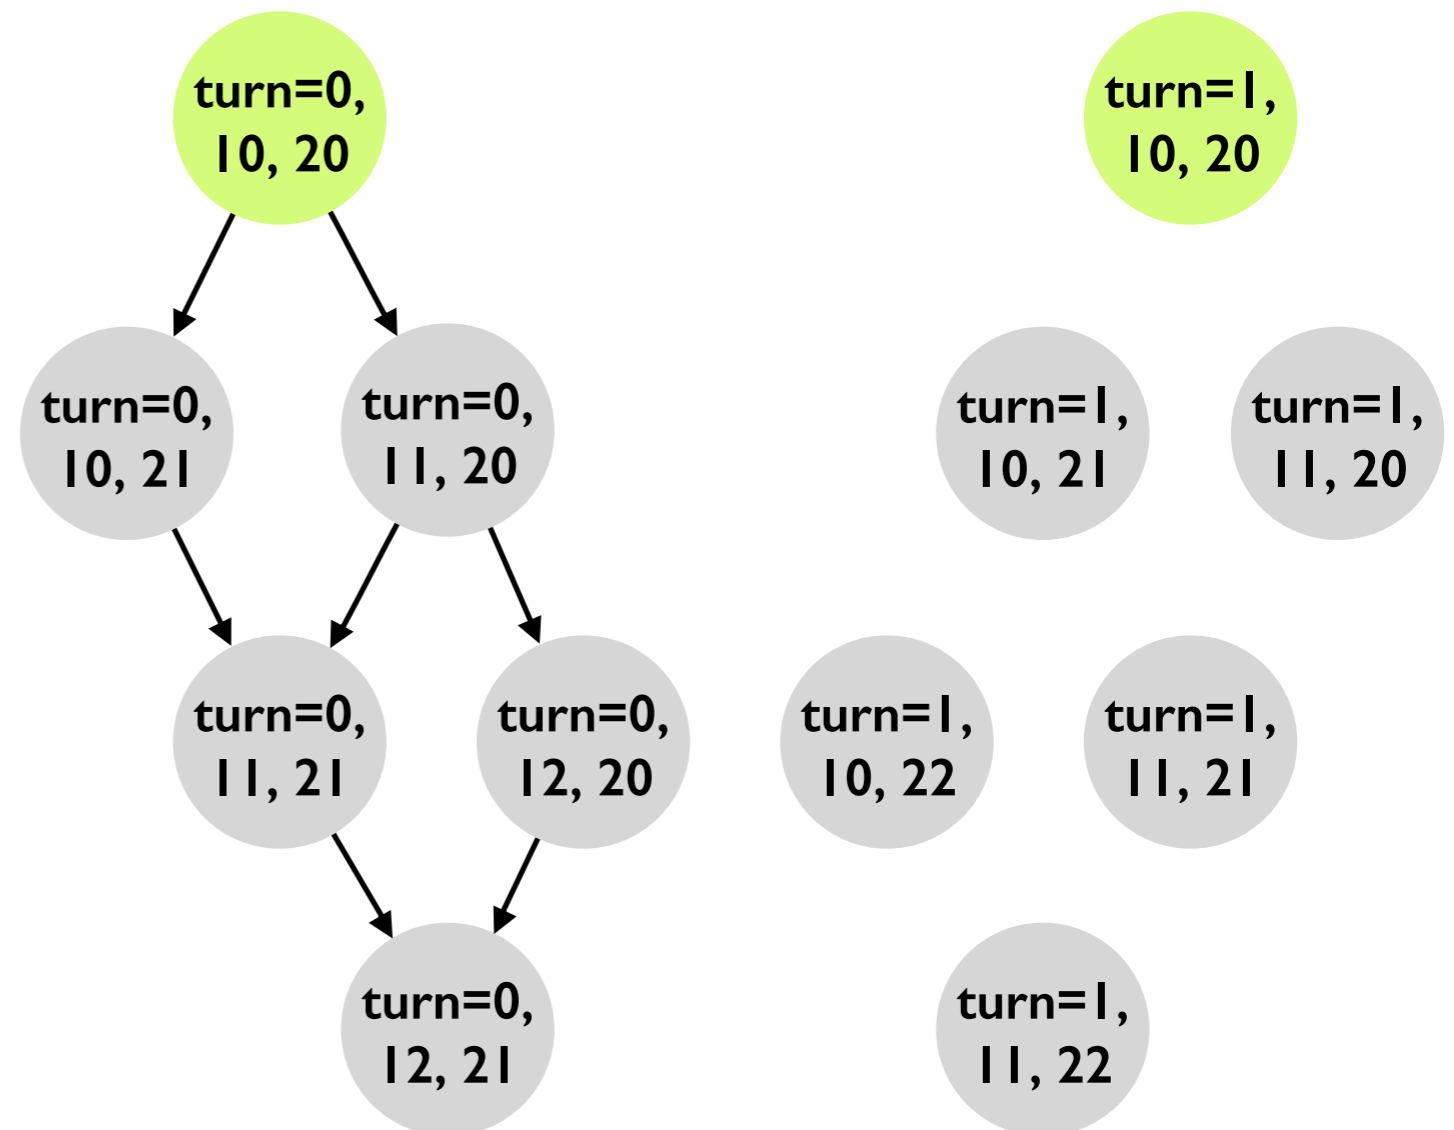 turn=0,
10, 20
turn=1,
10, 20
turn=0,
10, 21
turn=0,
11, 20
turn=1,
10, 21
turn=1,
11, 20
turn=0,
11, 21
turn=0,
12, 20
turn=1,
10, 22
turn=1,
11, 21
turn=0,
12, 21
turn=1,
11, 22